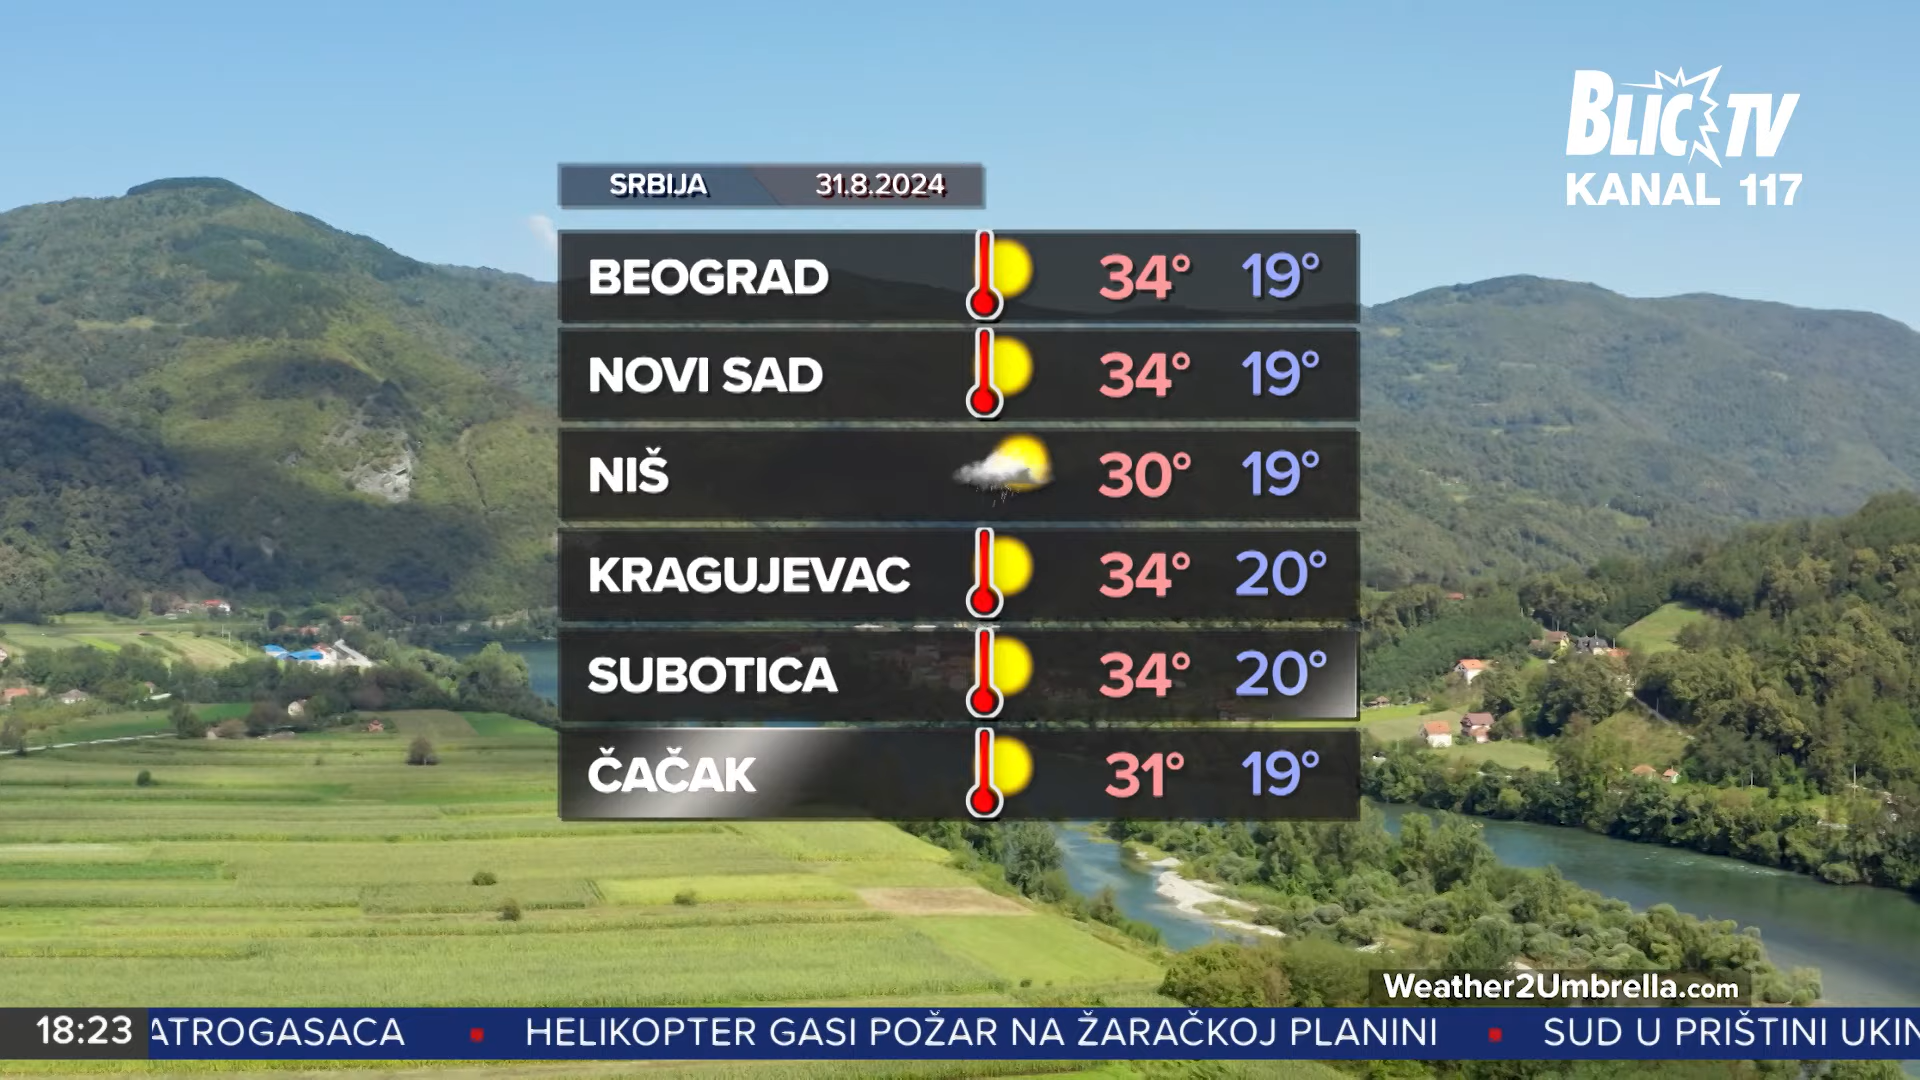 BLIC TV
KANAL 117
SRBIJA 31.8.2024
BEOGRAD 34° 19°
NOVI SAD 34° 19°
NIŠ 30° 19°
KRAGUJEVAC 34° 20°
SUBOTICA 34° 20°
ČAČAK 31° 19°
Weather2Umbrella.com
18:23 ATROGASACA ▪ HELIKOPTER GASI POŽAR NA ŽARAČKOJ PLANINI ▪ SUD U PRIŠTINI UKIN